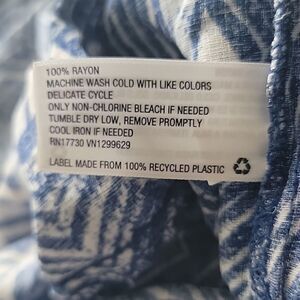 100% RAYON
MACHINE WASH COLD WITH LIKE COLORS
DELICATE CYCLE
ONLY NON-CHLORINE BLEACH IF NEEDED
TUMBLE DRY LOW, REMOVE PROMPTLY
COOL IRON IF NEEDED
RN17730 VN1299629
LABEL MADE FROM 100% RECYCLED PLASTIC